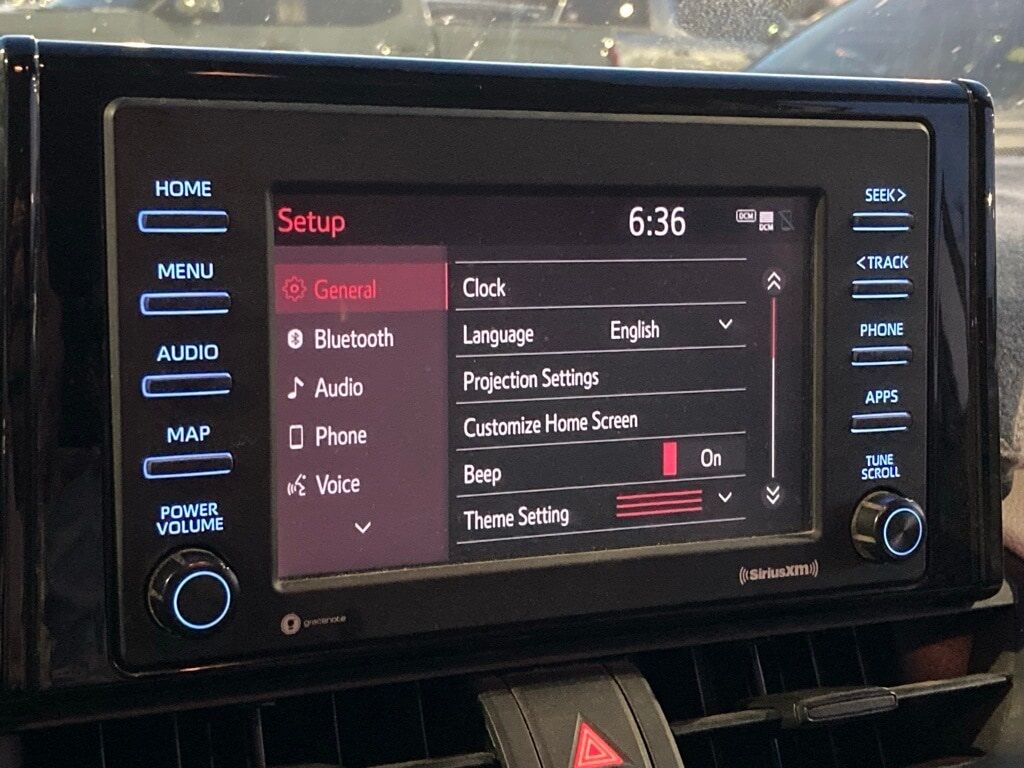 HOME
MENU
AUDIO
MAP
POWER
VOLUME
Setup
6:36
DCM
DCM
General
Bluetooth
Audio
Phone
Voice
Clock
Language English
Projection Settings
Customize Home Screen
Beep On
Theme Setting
SEEK>
<TRACK
PHONE
APPS
TUNE
SCROLL
gracenote
((SiriusXM))